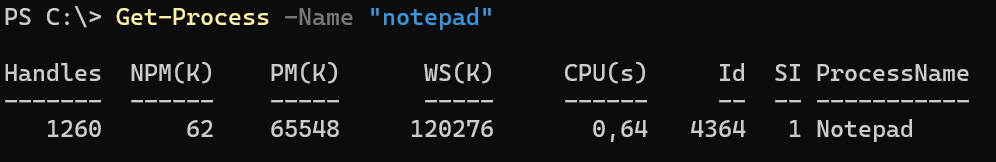 PS C:\> Get-Process -Name "notepad"
Handles  NPM(K)    PM(K)      WS(K)     CPU(s)     Id  SI ProcessName
-------  ------    -----      -----     ------     --  -- -----------
   1260      62    65548     120276       0,64   4364   1 Notepad